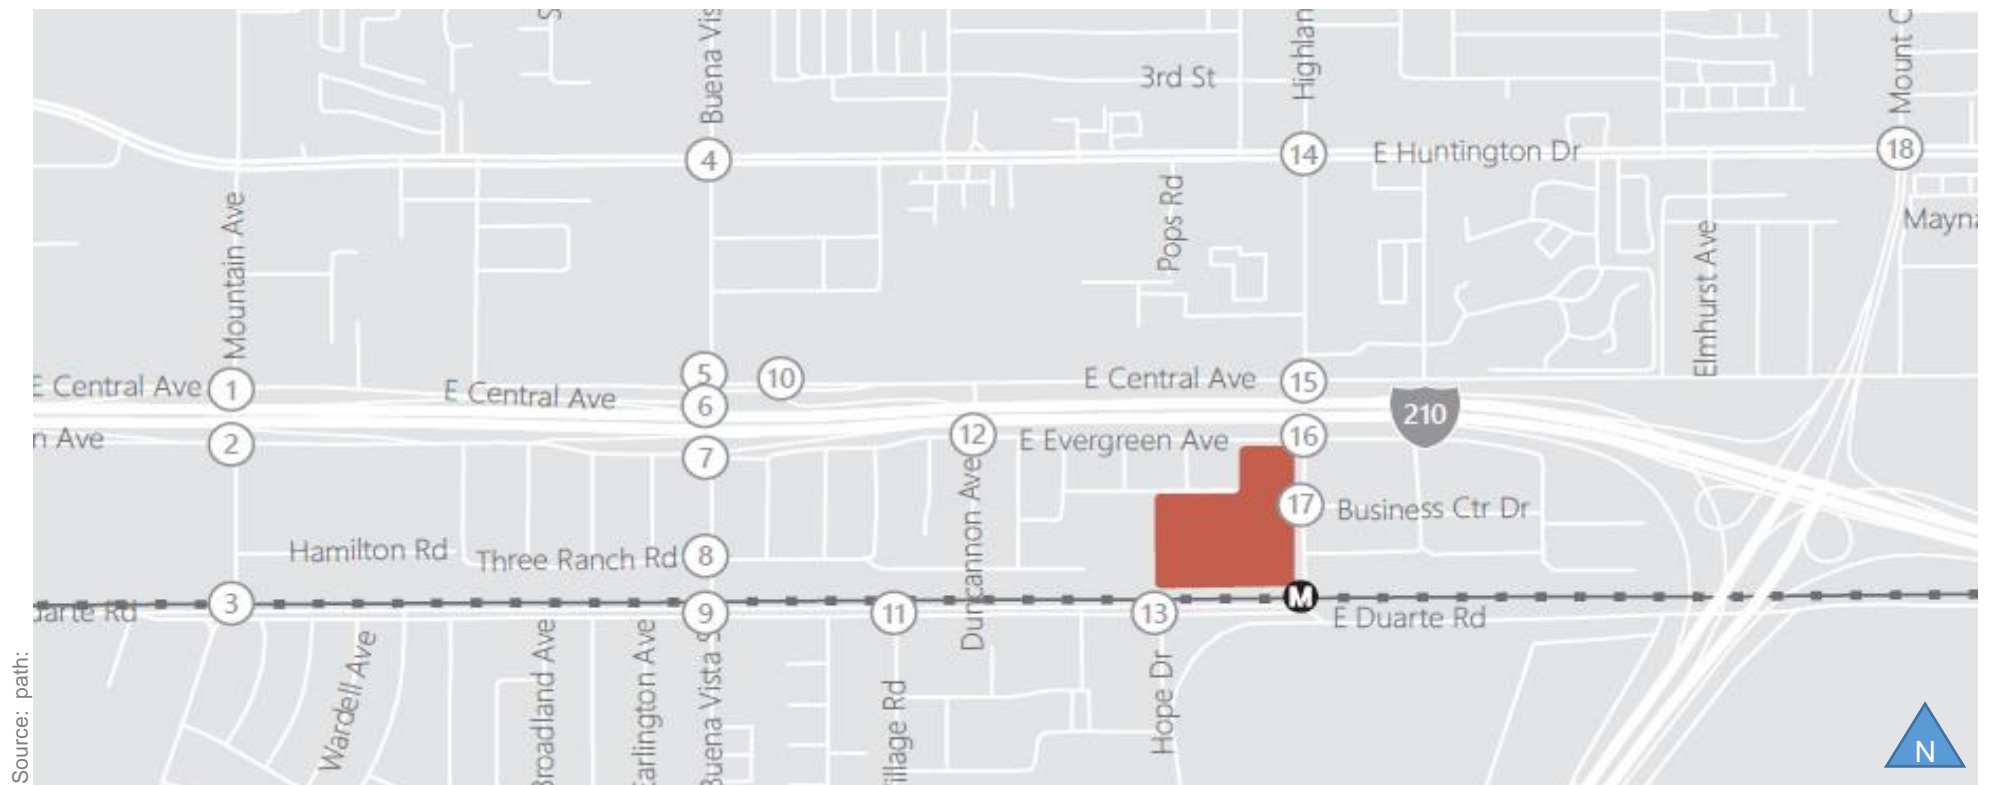 Buena Vis
Highlan
Mount C
3rd St
4
14
E Huntington Dr
18
Mountain Ave
Pops Rd
Elmhurst Ave
Mayna
E Central Ave
1
E Central Ave
5
6
10
E Central Ave
15
210
n Ave
2
7
12
E Evergreen Ave
16
17
Business Ctr Dr
Hamilton Rd
Three Ranch Rd
8
Duncannon Ave
uarte Rd
3
9
11
13
M
E Duarte Rd
Wardell Ave
Broadland Ave
Earlington Ave
Buena Vista S
illage Rd
Hope Dr
N
Source: path: